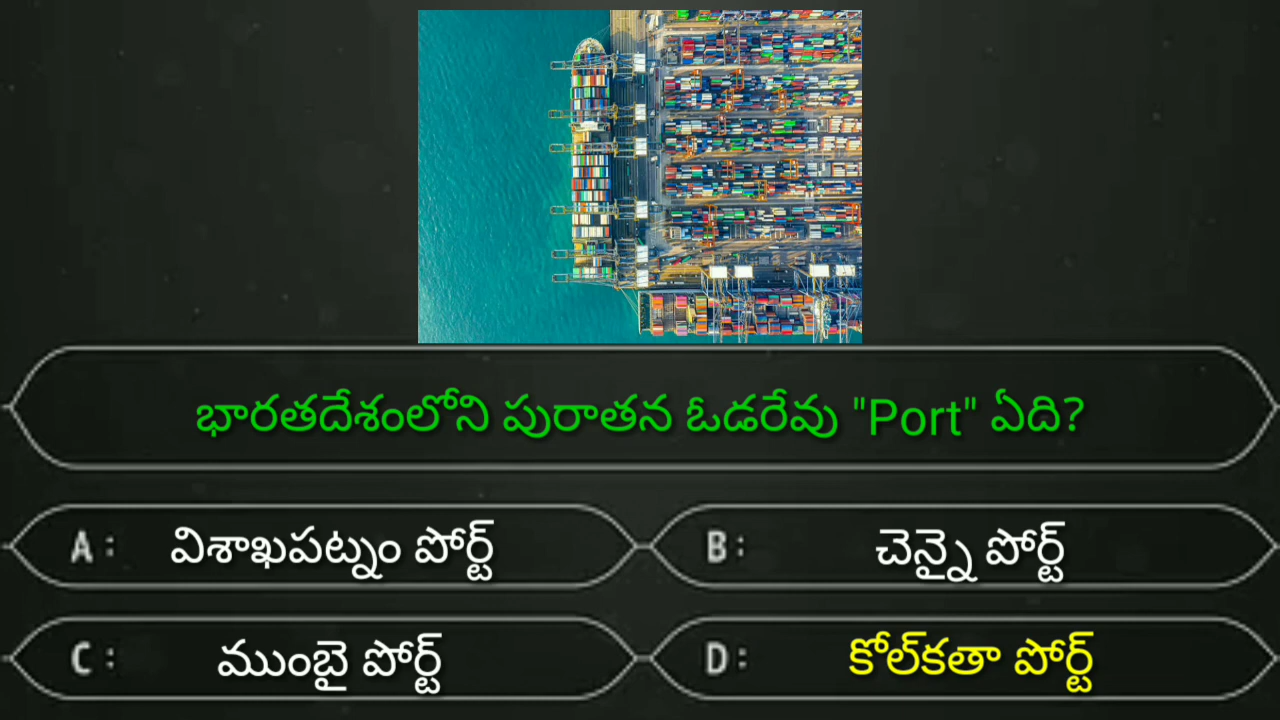 భారతదేశంలోని పురాతన ఓడరేవు "Port" ఏది?
A : విశాఖపట్నం పోర్ట్
B : చెన్నై పోర్ట్
C : ముంబై పోర్ట్
D : కోల్‌కతా పోర్ట్